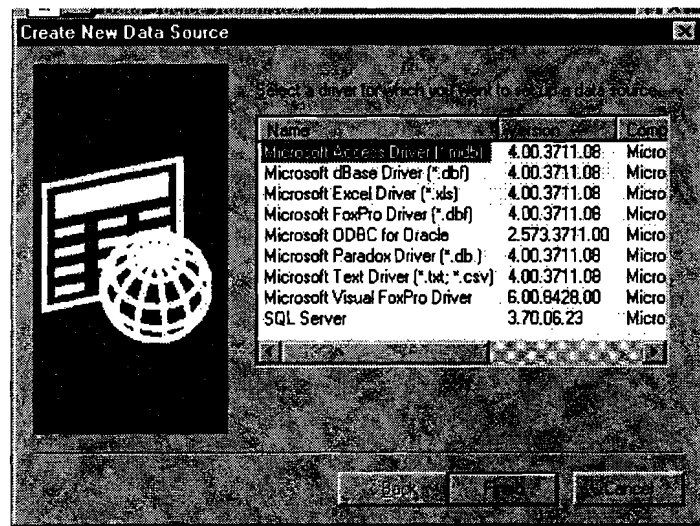 Data Source Administrator
Create New Data Source
Select a driver for which you want to set up a data source.
Name Version Comp
Microsoft Access Driver (*.mdb) 4.00.3711.08 Micro
Microsoft dBase Driver (*.dbf) 4.00.3711.08 Micro
Microsoft Excel Driver (*.xls) 4.00.3711.08 Micro
Microsoft FoxPro Driver (*.dbf) 4.00.3711.08 Micro
Microsoft ODBC for Oracle 2.573.3711.00 Micro
Microsoft Paradox Driver (*.db ) 4.00.3711.08 Micro
Microsoft Text Driver (*.txt; *.csv) 4.00.3711.08 Micro
Microsoft Visual FoxPro Driver 6.00.8428.00 Micro
SQL Server 3.70.06.23 Micro
Back Finish Cancel